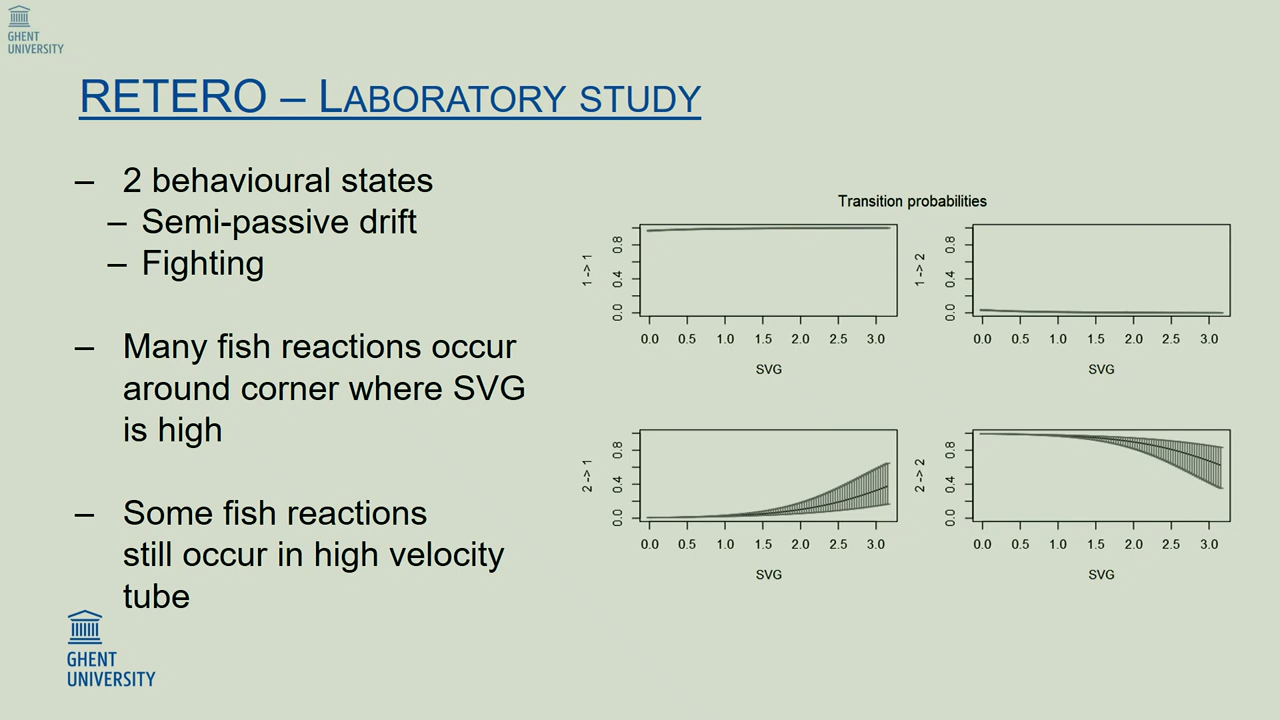 GHENT
UNIVERSITY
RETERO – LABORATORY STUDY
– 2 behavioural states
– Semi-passive drift
– Fighting
– Many fish reactions occur
around corner where SVG
is high
– Some fish reactions
still occur in high velocity
tube
GHENT
UNIVERSITY
Transition probabilities
1 -> 1
0.0 0.4 0.8
0.0 0.5 1.0 1.5 2.0 2.5 3.0
SVG
1 -> 2
0.0 0.4 0.8
0.0 0.5 1.0 1.5 2.0 2.5 3.0
SVG
2 -> 1
0.0 0.4 0.8
0.0 0.5 1.0 1.5 2.0 2.5 3.0
SVG
2 -> 2
0.0 0.4 0.8
0.0 0.5 1.0 1.5 2.0 2.5 3.0
SVG